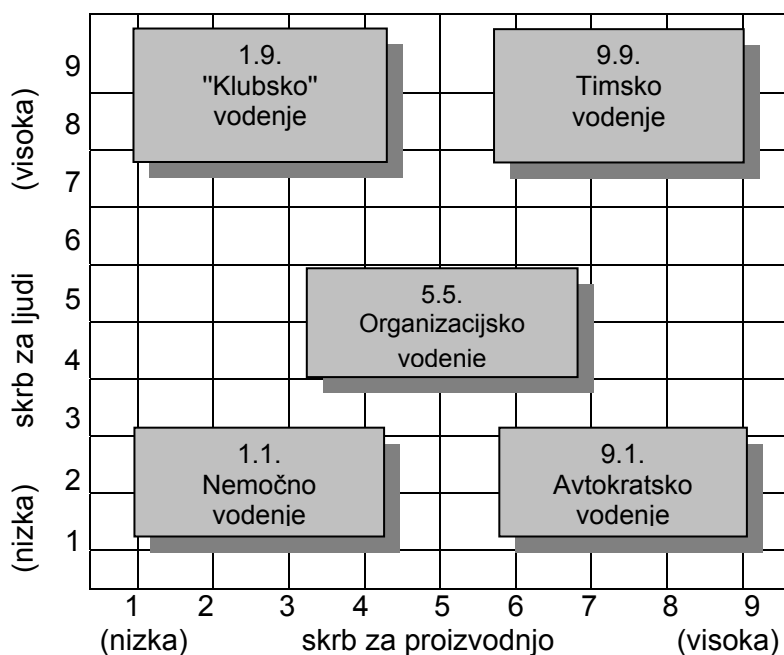 (visoka)
skrb za ljudi
(nizka)
9
8
7
6
5
4
3
2
1
1.9.
"Klubsko"
vodenje
9.9.
Timsko
vodenje
5.5.
Organizacijsko
vodenie
1.1.
Nemočno
vodenje
9.1.
Avtokratsko
vodenje
1 2 3 4 5 6 7 8 9
(nizka) skrb za proizvodnjo (visoka)